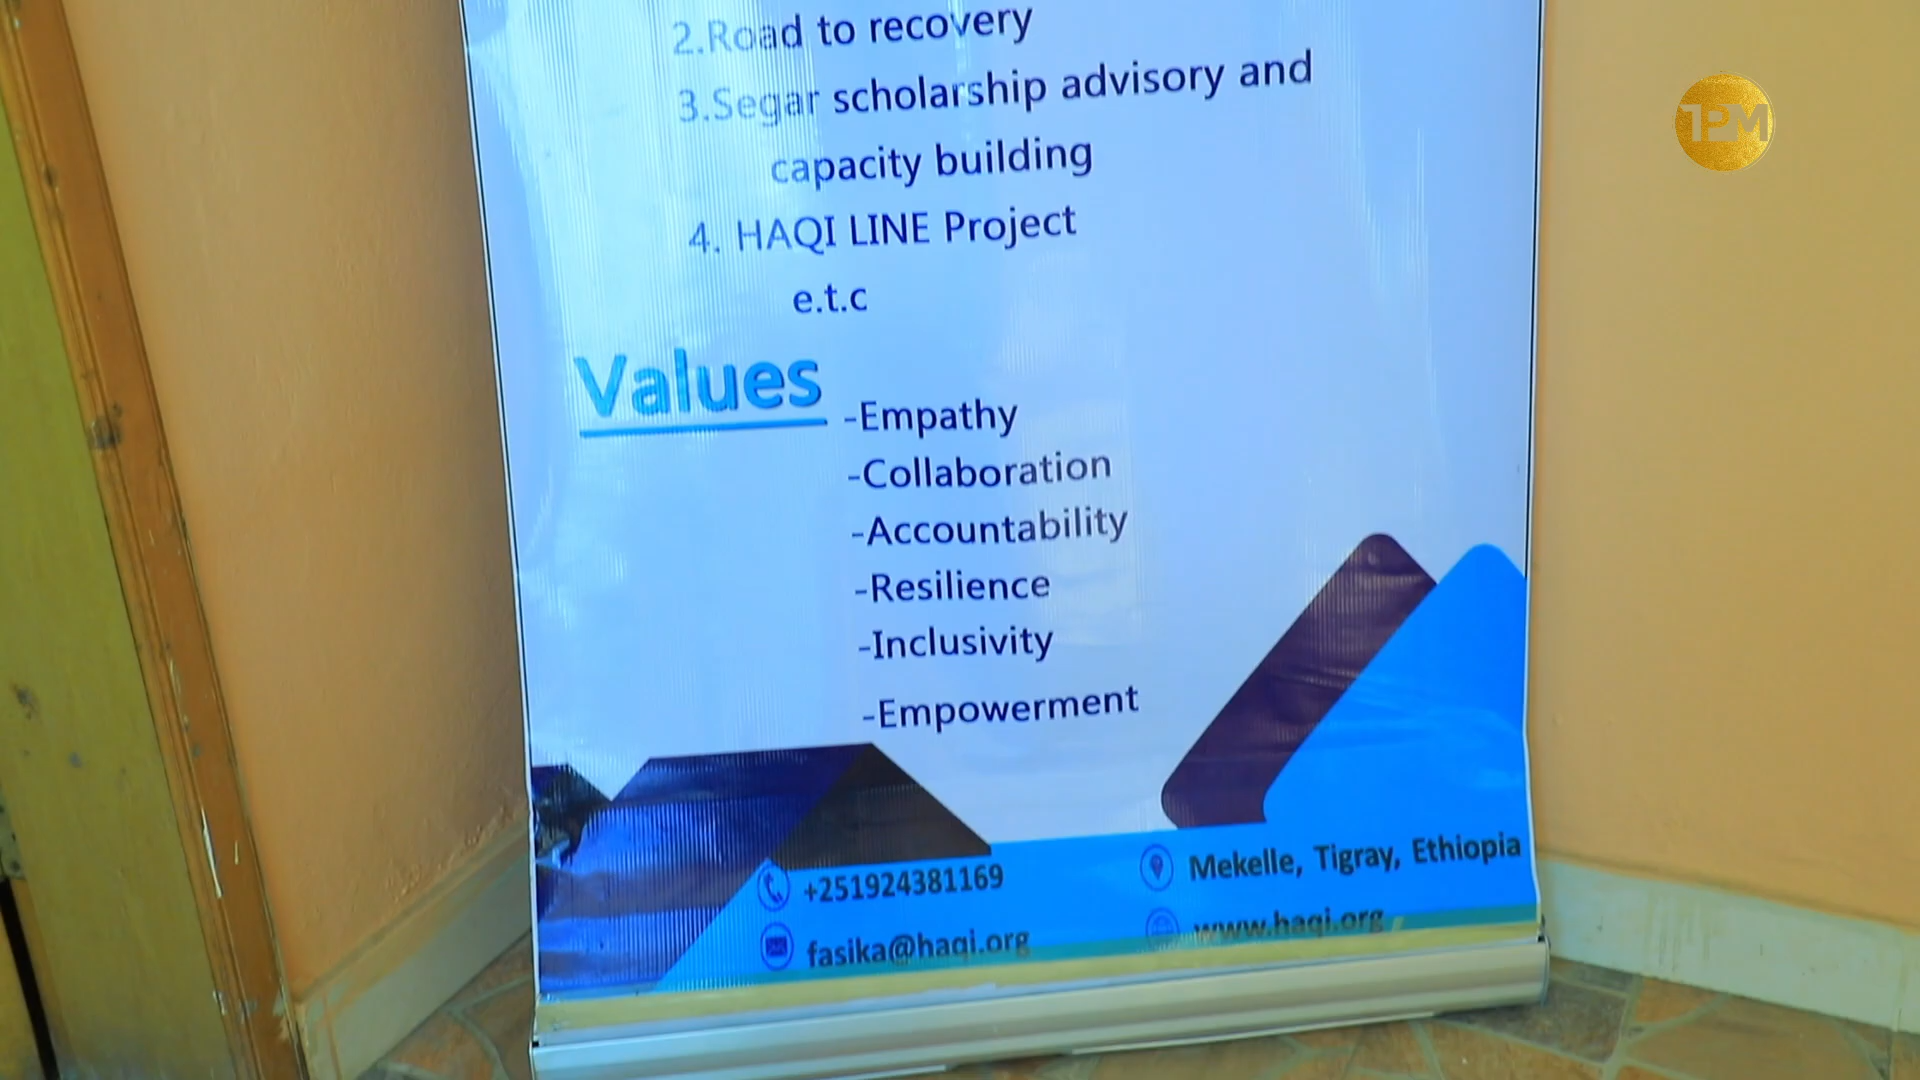 2.Road to recovery
3.Segar scholarship advisory and
capacity building
4. HAQI LINE Project
e.t.c
Values
-Empathy
-Collaboration
-Accountability
-Resilience
-Inclusivity
-Empowerment
+251924381169
Mekelle, Tigray, Ethiopia
fasika@haqi.org
www.haqi.org
1PM